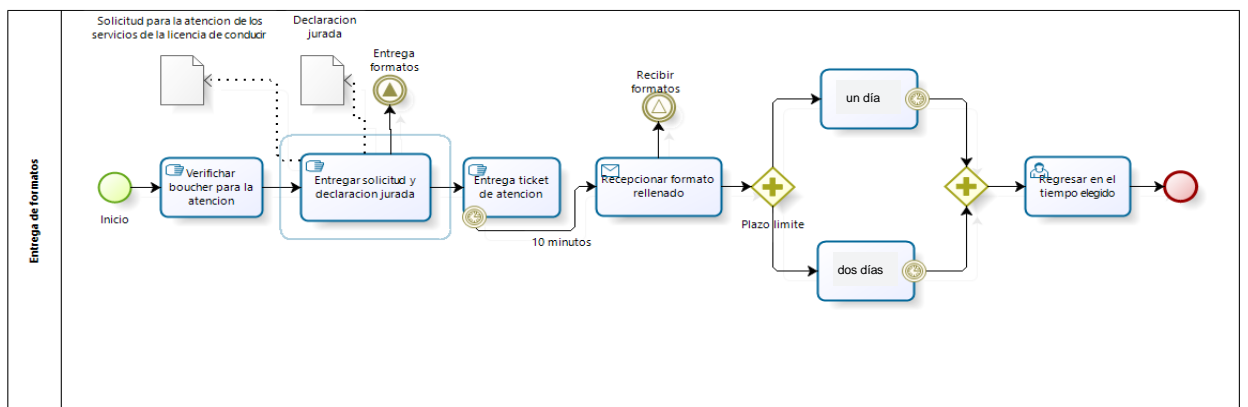 Solicitud para la atencion de los
servicios de la licencia de conducir
Declaracion
jurada
Entrega
formatos
Recibir
formatos
un día
Entrega de formatos
Inicio
Verifichar
boucher para la
atencion
Entregar solicitud y
declaracion jurada
Entrega ticket
de atencion
10 minutos
Recepcionar formato
rellenado
Plazo limite
dos días
Regresar en el
tiempo elegido